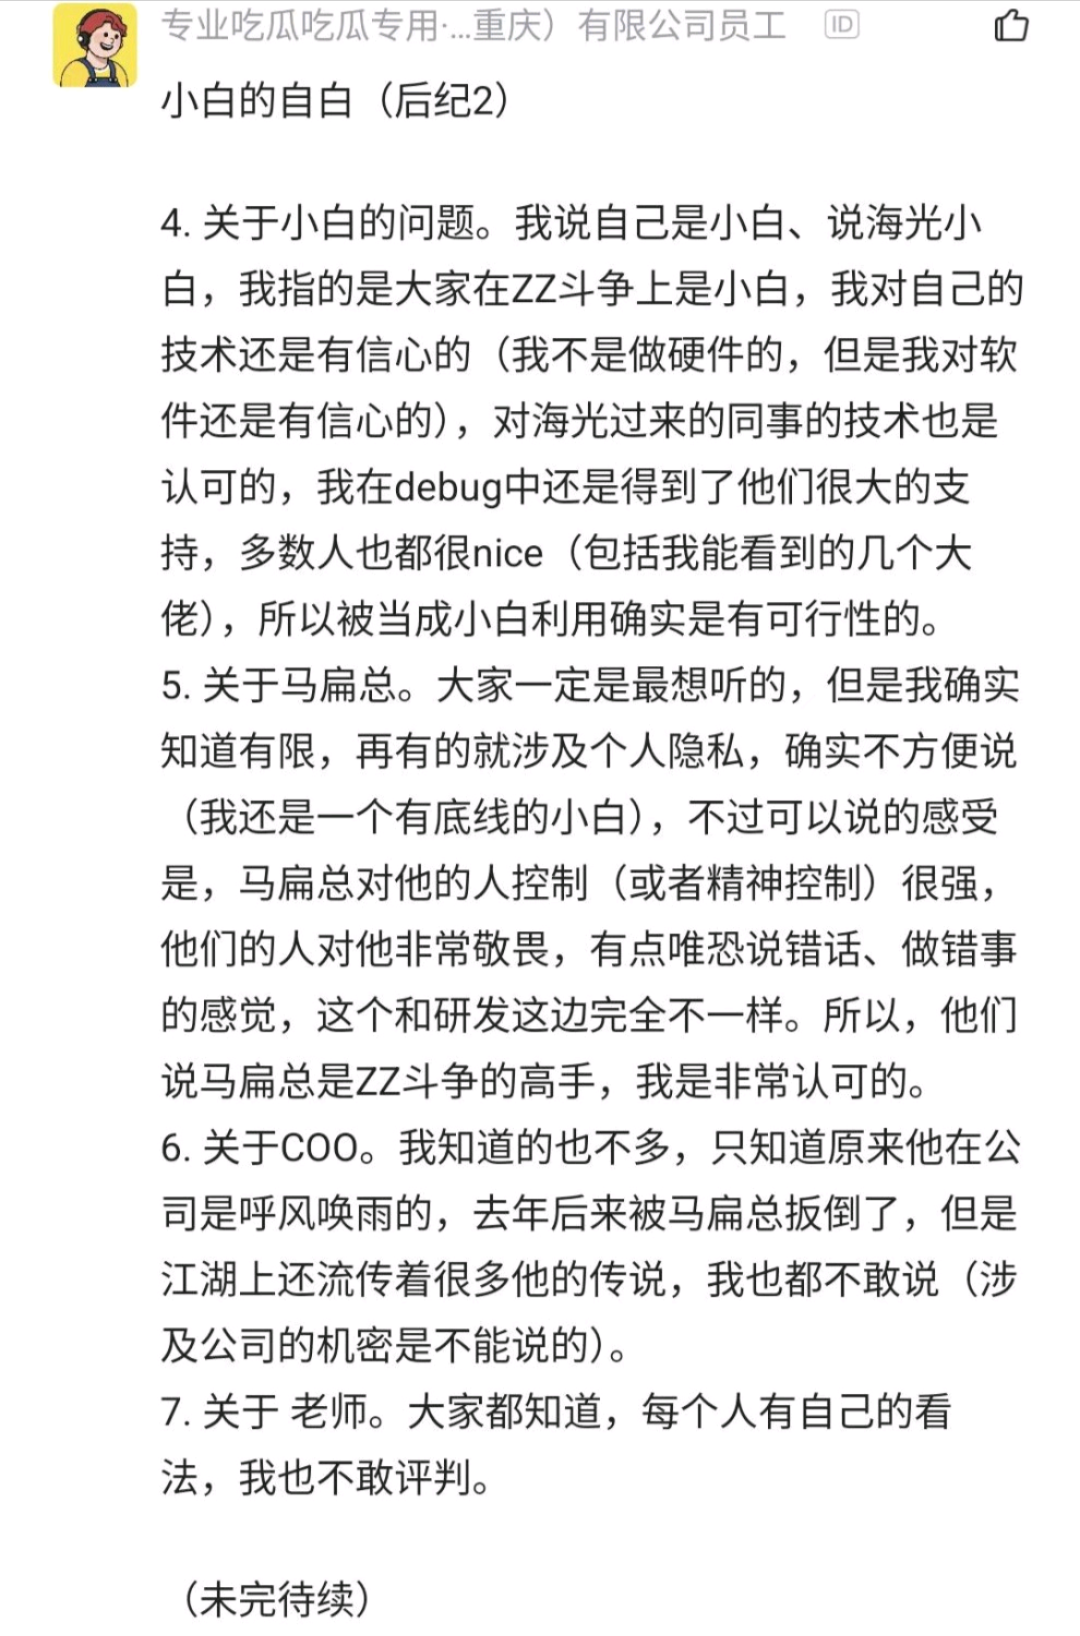 专业吃瓜吃瓜专用·...重庆）有限公司员工 ID
小白的自白（后纪2）
4. 关于小白的问题。我说自己是小白、说海光小
白，我指的是大家在ZZ斗争上是小白，我对自己的
技术还是有信心的（我不是做硬件的，但是我对软
件还是有信心的），对海光过来的同事的技术也是
认可的，我在debug中还是得到了他们很大的支
持，多数人也都很nice（包括我能看到的几个大
佬），所以被当成小白利用确实是有可行性的。
5. 关于马扁总。大家一定是最想听的，但是我确实
知道有限，再有的就涉及个人隐私，确实不方便说
（我还是一个有底线的小白），不过可以说的感受
是，马扁总对他的人控制（或者精神控制）很强，
他们的人对他非常敬畏，有点唯恐说错话、做错事
的感觉，这个和研发这边完全不一样。所以，他们
说马扁总是ZZ斗争的高手，我是非常认可的。
6. 关于COO。我知道的也不多，只知道原来他在公
司是呼风唤雨的，去年后来被马扁总扳倒了，但是
江湖上还流传着很多他的传说，我也都不敢说（涉
及公司的机密是不能说的）。
7. 关于 老师。大家都知道，每个人有自己的看
法，我也不敢评判。
（未完待续）